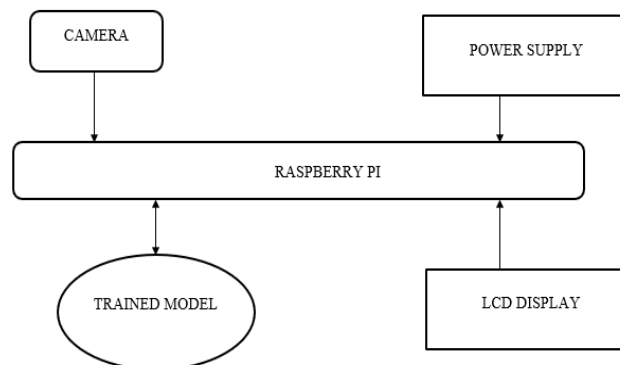 CAMERA
POWER SUPPLY
RASPBERRY PI
TRAINED MODEL
LCD DISPLAY